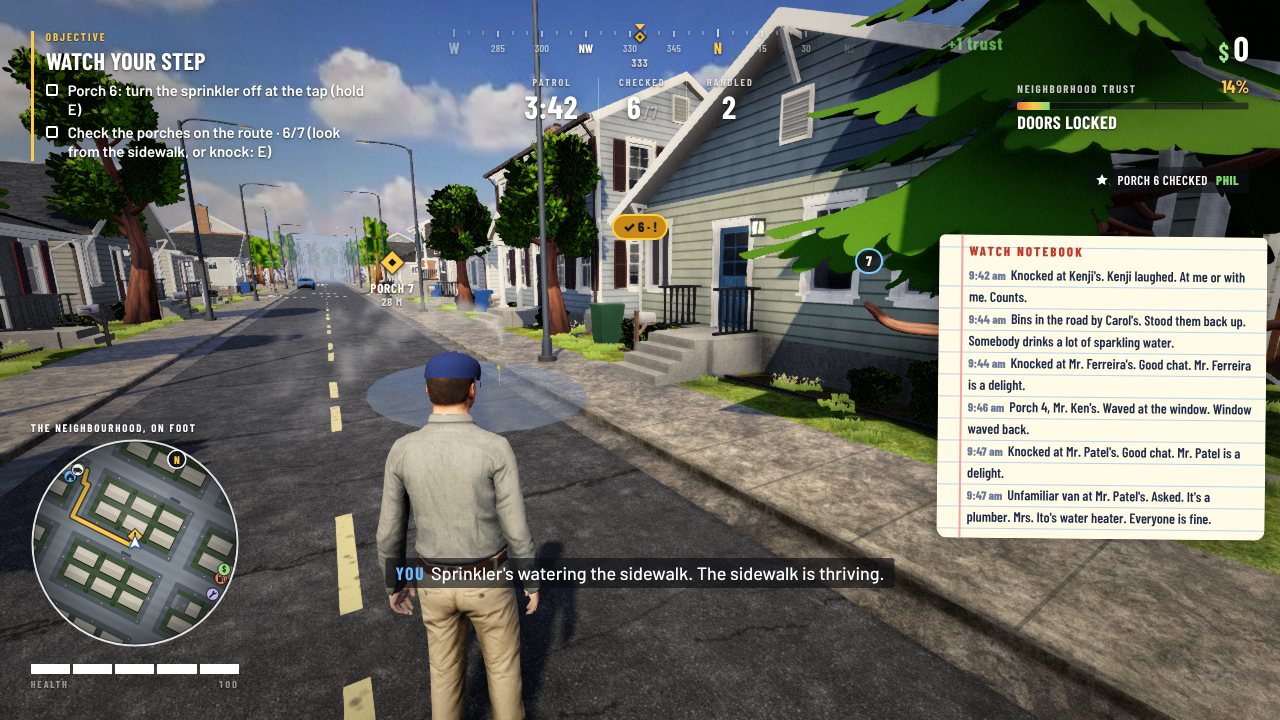 OBJECTIVE
WATCH YOUR STEP
Porch 6: turn the sprinkler off at the tap (hold
E)
Check the porches on the route · 6/7 (look
from the sidewalk, or knock: E)
W 285 300 NW 330 345 N 15 30
333
PATROL CHECKED HANDLED
3:42 6/7 2
+1 trust
$0
NEIGHBORHOOD TRUST 14%
DOORS LOCKED
★ PORCH 6 CHECKED PHIL
✓ 6 · !
7
PORCH 7
28 M
WATCH NOTEBOOK
9:42 am Knocked at Kenji's. Kenji laughed. At me or with
me. Counts.
9:44 am Bins in the road by Carol's. Stood them back up.
Somebody drinks a lot of sparkling water.
9:44 am Knocked at Mr. Ferreira's. Good chat. Mr. Ferreira
is a delight.
9:46 am Porch 4, Mr. Ken's. Waved at the window. Window
waved back.
9:47 am Knocked at Mr. Patel's. Good chat. Mr. Patel is a
delight.
9:47 am Unfamiliar van at Mr. Patel's. Asked. It's a
plumber. Mrs. Ito's water heater. Everyone is fine.
THE NEIGHBOURHOOD, ON FOOT
N
$
YOU Sprinkler's watering the sidewalk. The sidewalk is thriving.
HEALTH 100